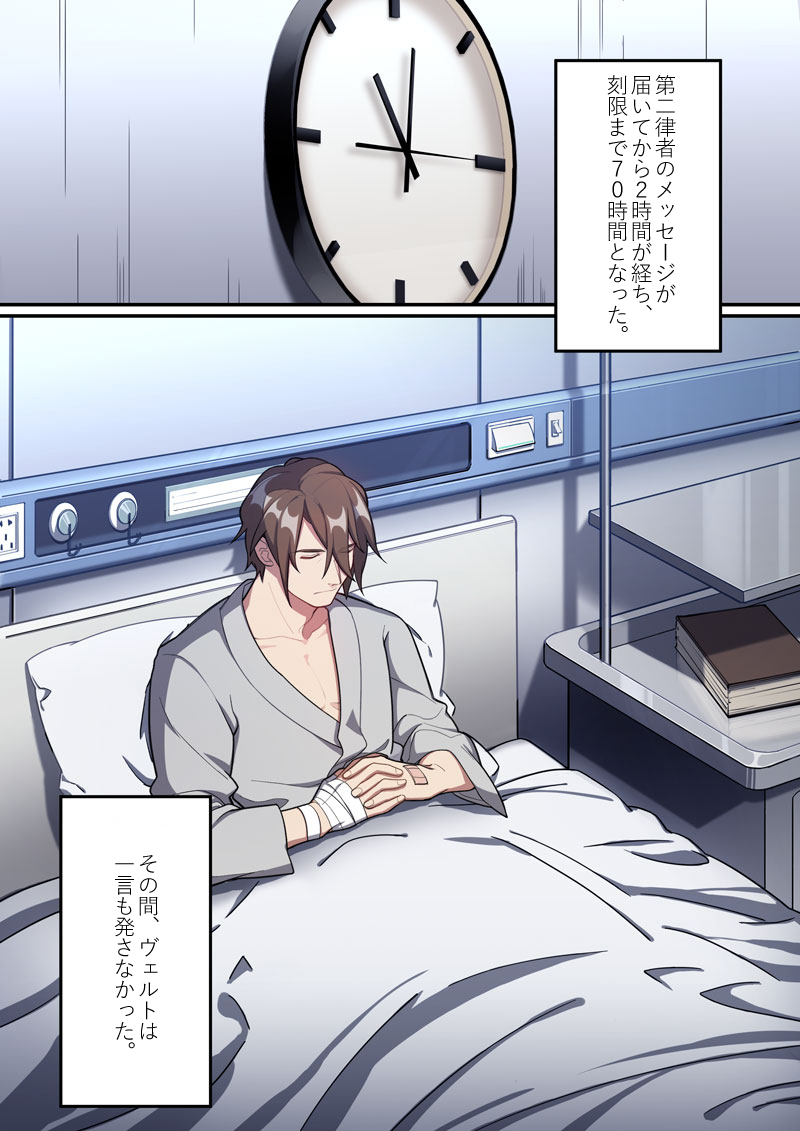 第二律者のメッセージが
届いてから２時間が経ち、
刻限まで７０時間となった。
その間、ヴェルトは
一言も発さなかった。